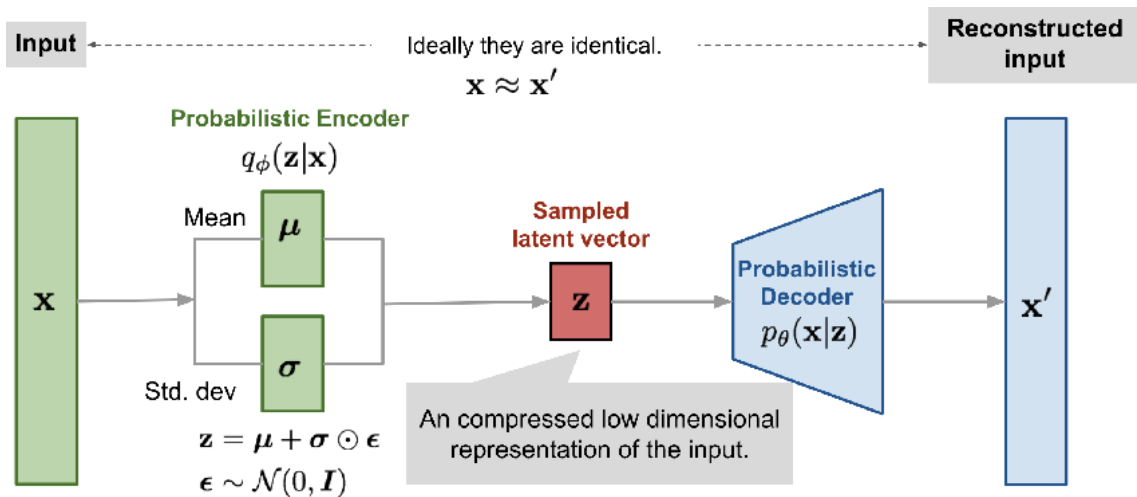 Input
Ideally they are identical.
x ≈ x′
Reconstructed
input
Probabilistic Encoder
qϕ(z|x)
Mean
μ
Std. dev
σ
z = μ + σ ⊙ ϵ
ϵ ∼ N(0, I)
x
Sampled
latent vector
z
An compressed low dimensional
representation of the input.
Probabilistic
Decoder
pθ(x|z)
x′